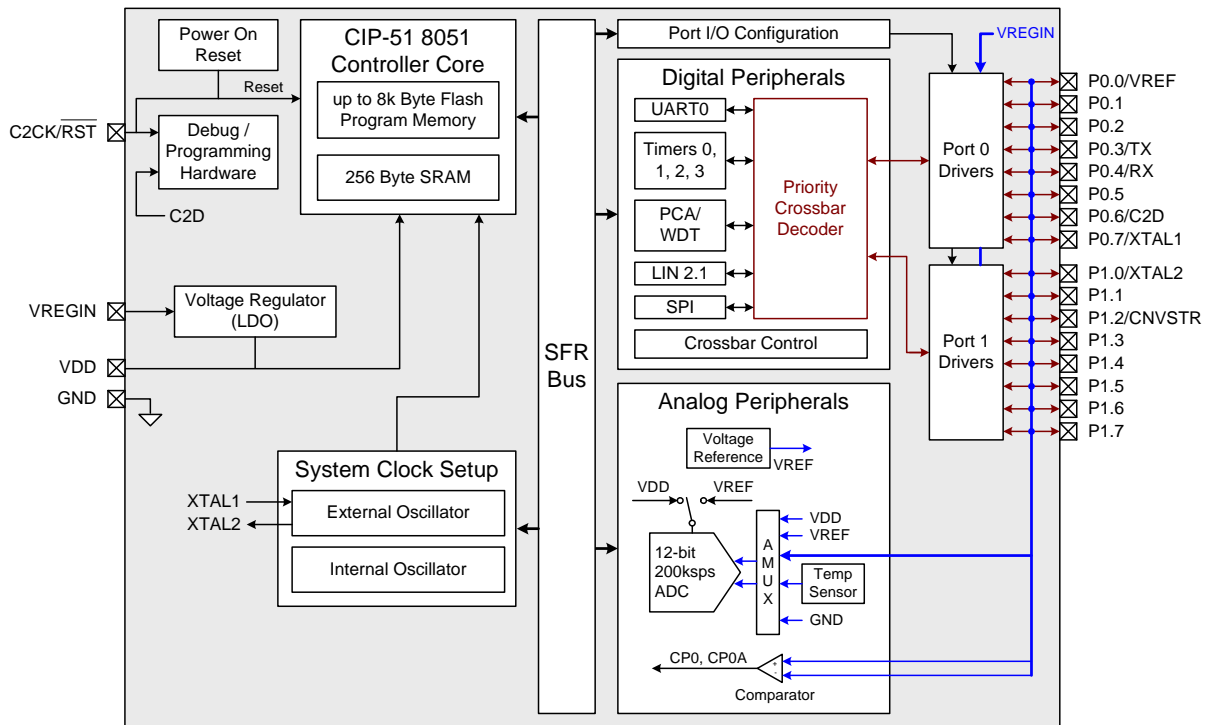 Power On
Reset
CIP-51 8051
Controller Core
up to 8k Byte Flash
Program Memory
256 Byte SRAM
Reset
C2CK/RST
Debug /
Programming
Hardware
C2D
VREGIN
Voltage Regulator
(LDO)
VDD
GND
System Clock Setup
XTAL1
XTAL2
External Oscillator
Internal Oscillator
SFR
Bus
Port I/O Configuration
Digital Peripherals
UART0
Timers 0,
1, 2, 3
PCA/
WDT
LIN 2.1
SPI
Priority
Crossbar
Decoder
Crossbar Control
Analog Peripherals
Voltage
Reference
VREF
VDD
VREF
12-bit
200ksps
ADC
A
M
U
X
VDD
VREF
Temp
Sensor
GND
CP0, CP0A
+
-
Comparator
VREGIN
Port 0
Drivers
Port 1
Drivers
P0.0/VREF
P0.1
P0.2
P0.3/TX
P0.4/RX
P0.5
P0.6/C2D
P0.7/XTAL1
P1.0/XTAL2
P1.1
P1.2/CNVSTR
P1.3
P1.4
P1.5
P1.6
P1.7